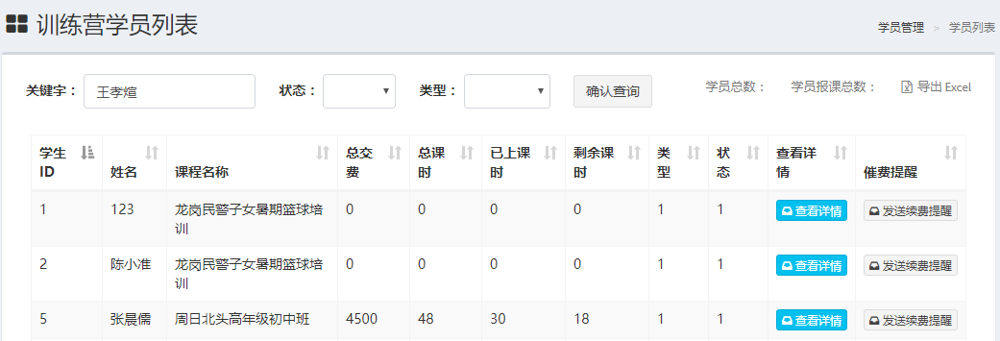 训练营学员列表
学员管理 > 学员列表
关键字： 王孝煊 状态： 类型： 确认查询 学员总数： 学员报课总数： 导出 Excel
学生ID 姓名 课程名称 总交费 总课时 已上课时 剩余课时 类型 状态 查看详情 催费提醒
1 123 龙岗民警子女暑期篮球培训 0 0 0 0 1 1 查看详情 发送续费提醒
2 陈小准 龙岗民警子女暑期篮球培训 0 0 0 0 1 1 查看详情 发送续费提醒
5 张晨儒 周日北头高年级初中班 4500 48 30 18 1 1 查看详情 发送续费提醒